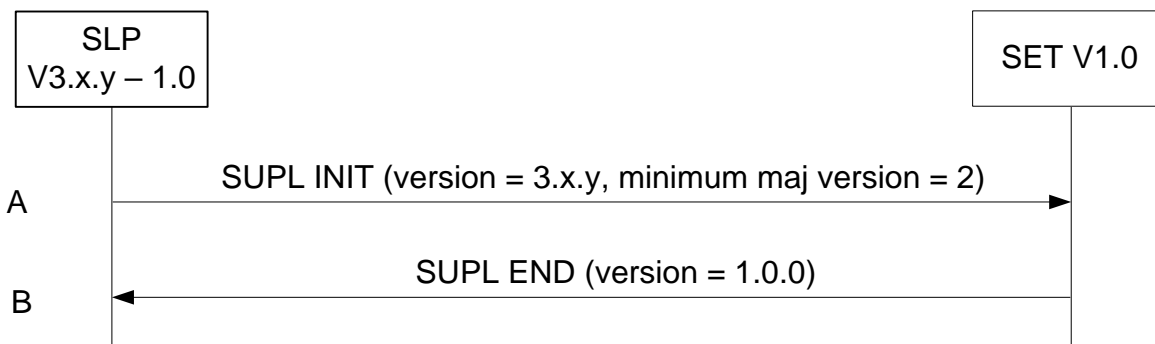 SLP
V3.x.y – 1.0
SET V1.0
SUPL INIT (version = 3.x.y, minimum maj version = 2)
A
SUPL END (version = 1.0.0)
B